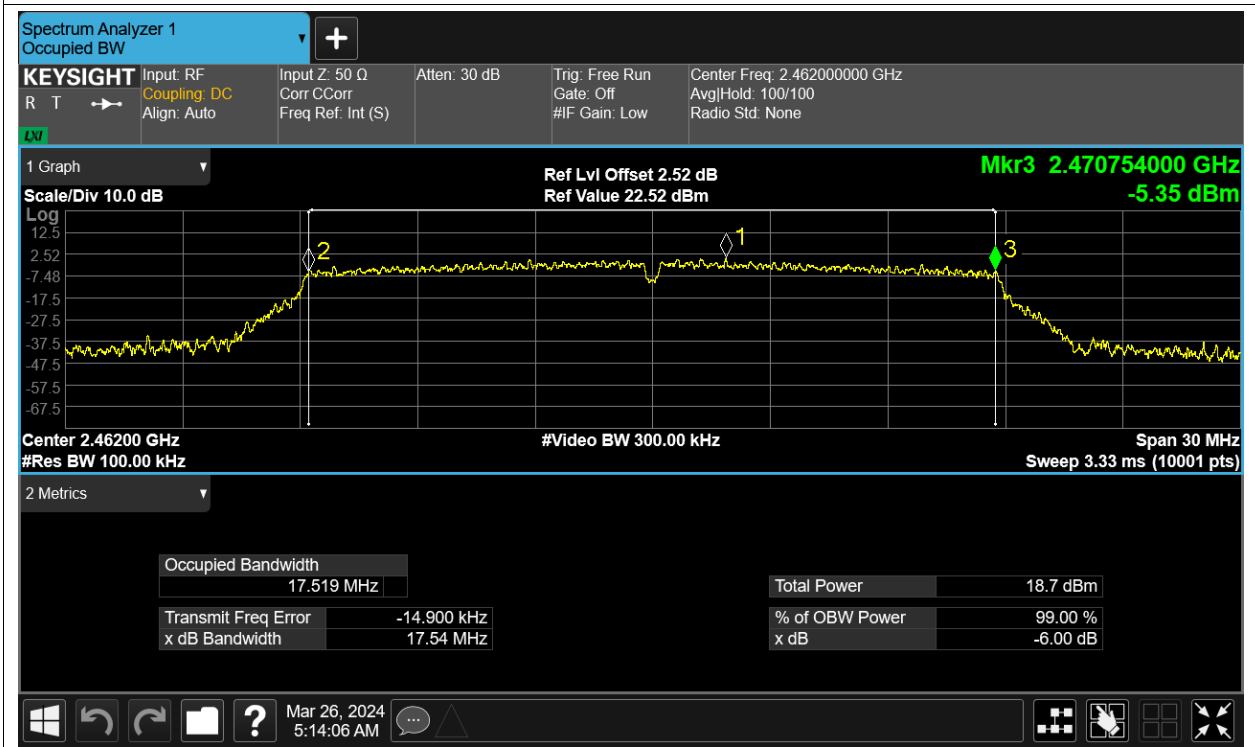 Spectrum Analyzer 1
Occupied BW
KEYSIGHT
R T
LXI
Input: RF
Coupling: DC
Align: Auto
Input Z: 50 Ω
Corr CCorr
Freq Ref: Int (S)
Atten: 30 dB
Trig: Free Run
Gate: Off
#IF Gain: Low
Center Freq: 2.462000000 GHz
Avg|Hold: 100/100
Radio Std: None
1 Graph
Scale/Div 10.0 dB
Ref Lvl Offset 2.52 dB
Ref Value 22.52 dBm
Mkr3 2.470754000 GHz
-5.35 dBm
Log
12.5
2.52
-7.48
-17.5
-27.5
-37.5
-47.5
-57.5
-67.5
2
1
3
Center 2.46200 GHz
#Video BW 300.00 kHz
Span 30 MHz
#Res BW 100.00 kHz
Sweep 3.33 ms (10001 pts)
2 Metrics
Occupied Bandwidth
17.519 MHz
Total Power 18.7 dBm
Transmit Freq Error -14.900 kHz
% of OBW Power 99.00 %
x dB Bandwidth 17.54 MHz
x dB -6.00 dB
?
Mar 26, 2024
5:14:06 AM